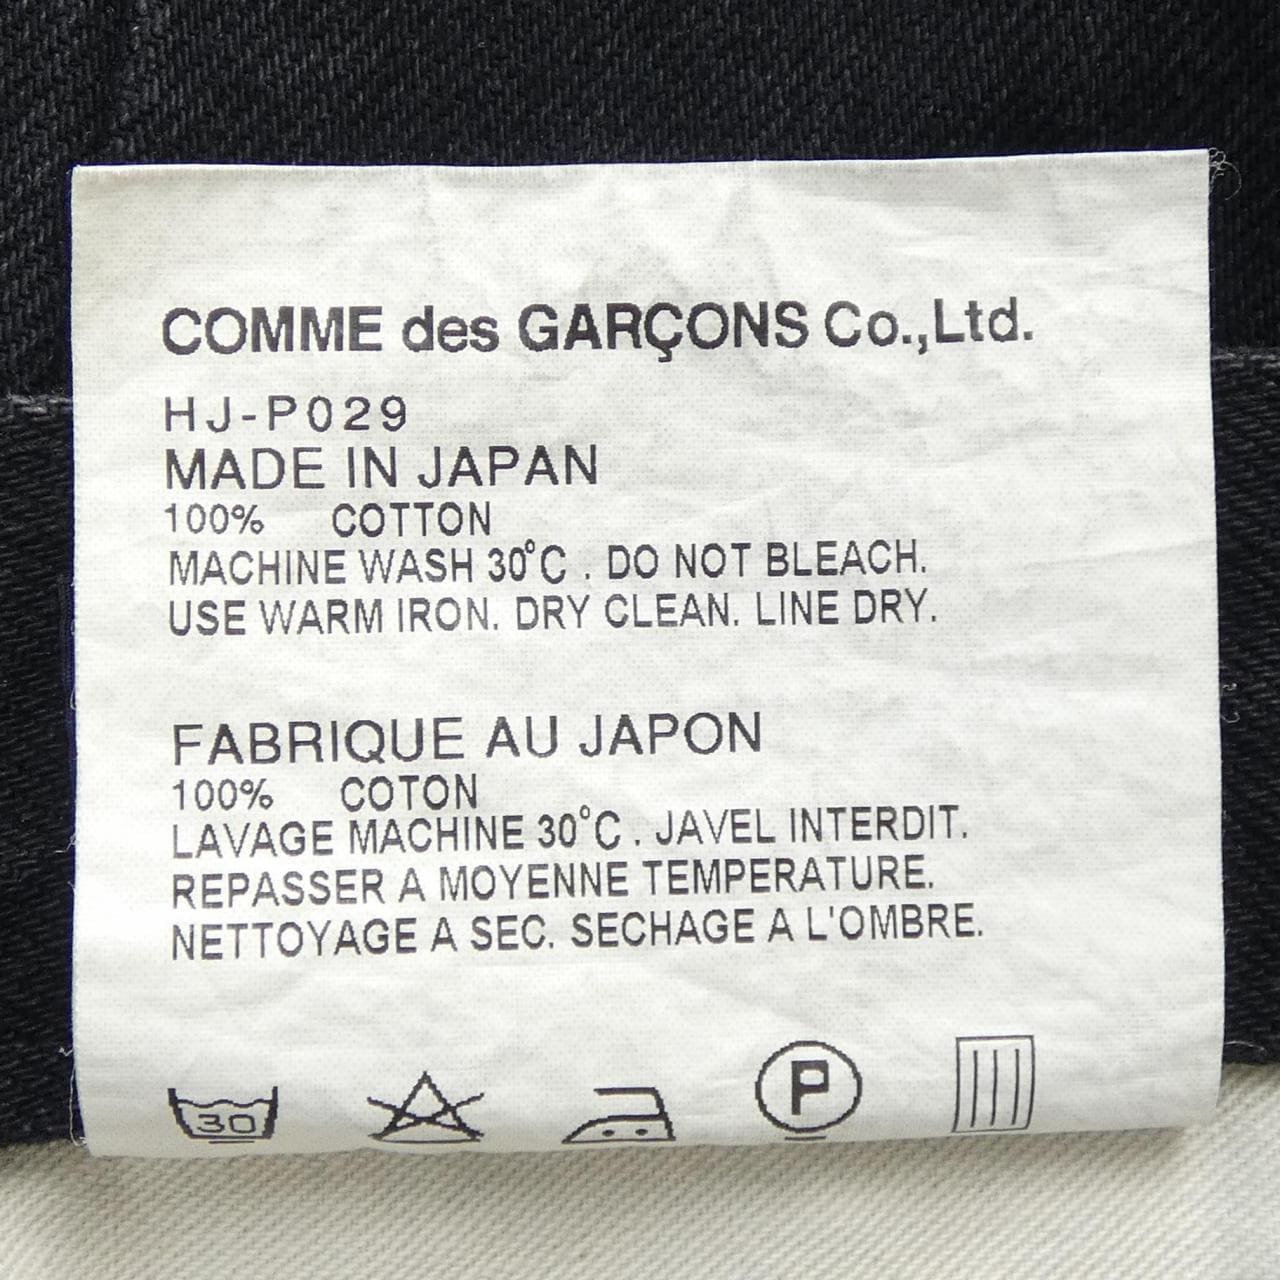 COMME des GARÇONS Co.,Ltd.
HJ-P029
MADE IN JAPAN
100% COTTON
MACHINE WASH 30°C . DO NOT BLEACH.
USE WARM IRON. DRY CLEAN. LINE DRY.
FABRIQUE AU JAPON
100% COTON
LAVAGE MACHINE 30°C . JAVEL INTERDIT.
REPASSER A MOYENNE TEMPERATURE.
NETTOYAGE A SEC. SECHAGE A L'OMBRE.
30 P